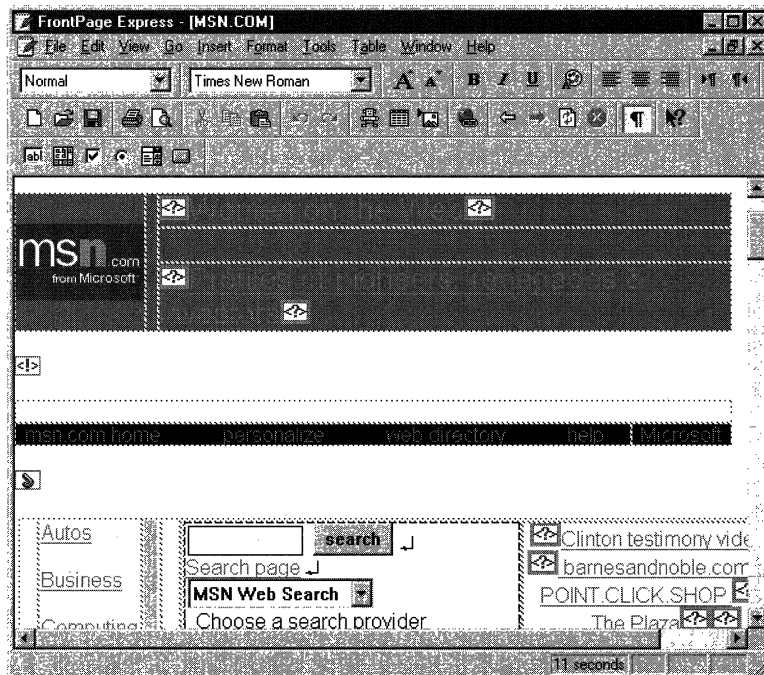 FrontPage Express - [MSN.COM]
File Edit View Go Insert Format Tools Table Window Help
Normal Times New Roman A A B I U
abl
<?> <?>
msn.com
from Microsoft
<?>
<?>
<!>
msn.com home personalize web directory help Microsoft
Autos search <?> Clinton testimony vide
Search page <?> barnesandnoble.com
Business MSN Web Search POINT.CLICK.SHOP
Computing Choose a search provider The Plaza <?> <?>
11 seconds